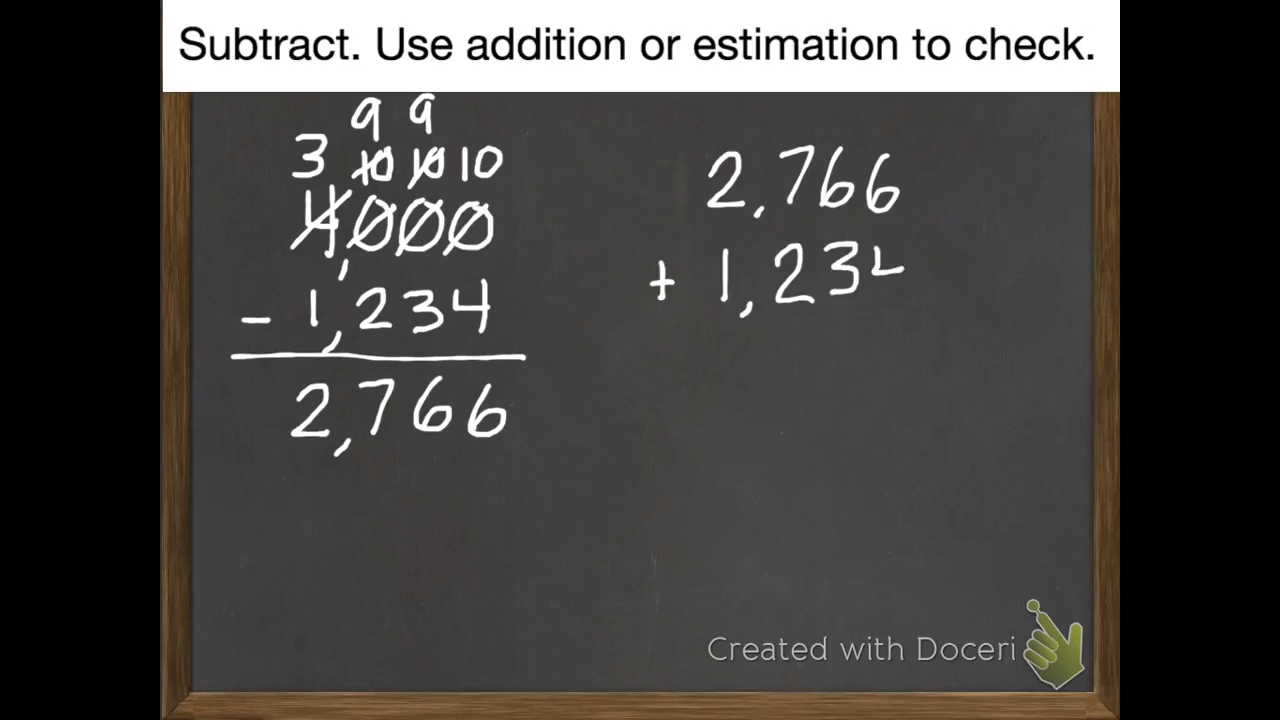 Subtract. Use addition or estimation to check.
9 9
3 10 10 10
4,000
- 1,234
2,766
2,766
+ 1,23
Created with Doceri